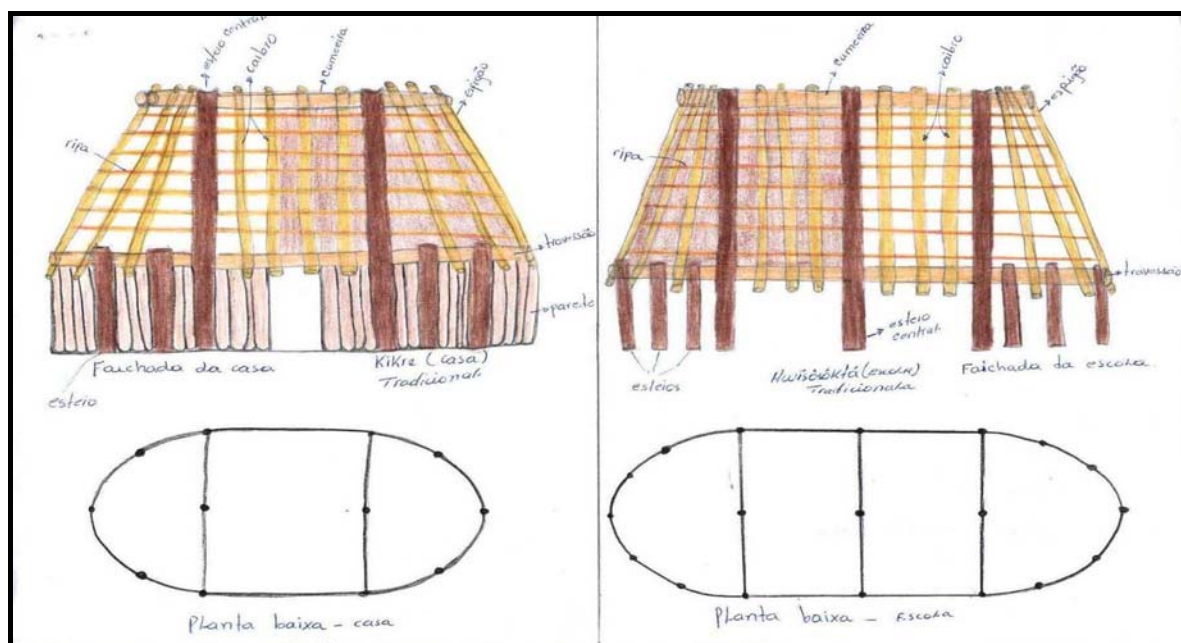 esteio central
caibro
cumeeira
espigão
ripa
travessão
parede
Faichada da casa
Kikre (casa)
Tradicional.
esteio
Planta baixa - casa
cumeeira
caibro
espigão
ripa
travessão
esteio
central.
esteios
(escola)
Tradicional
Faichada da escola.
Planta baixa - Escola